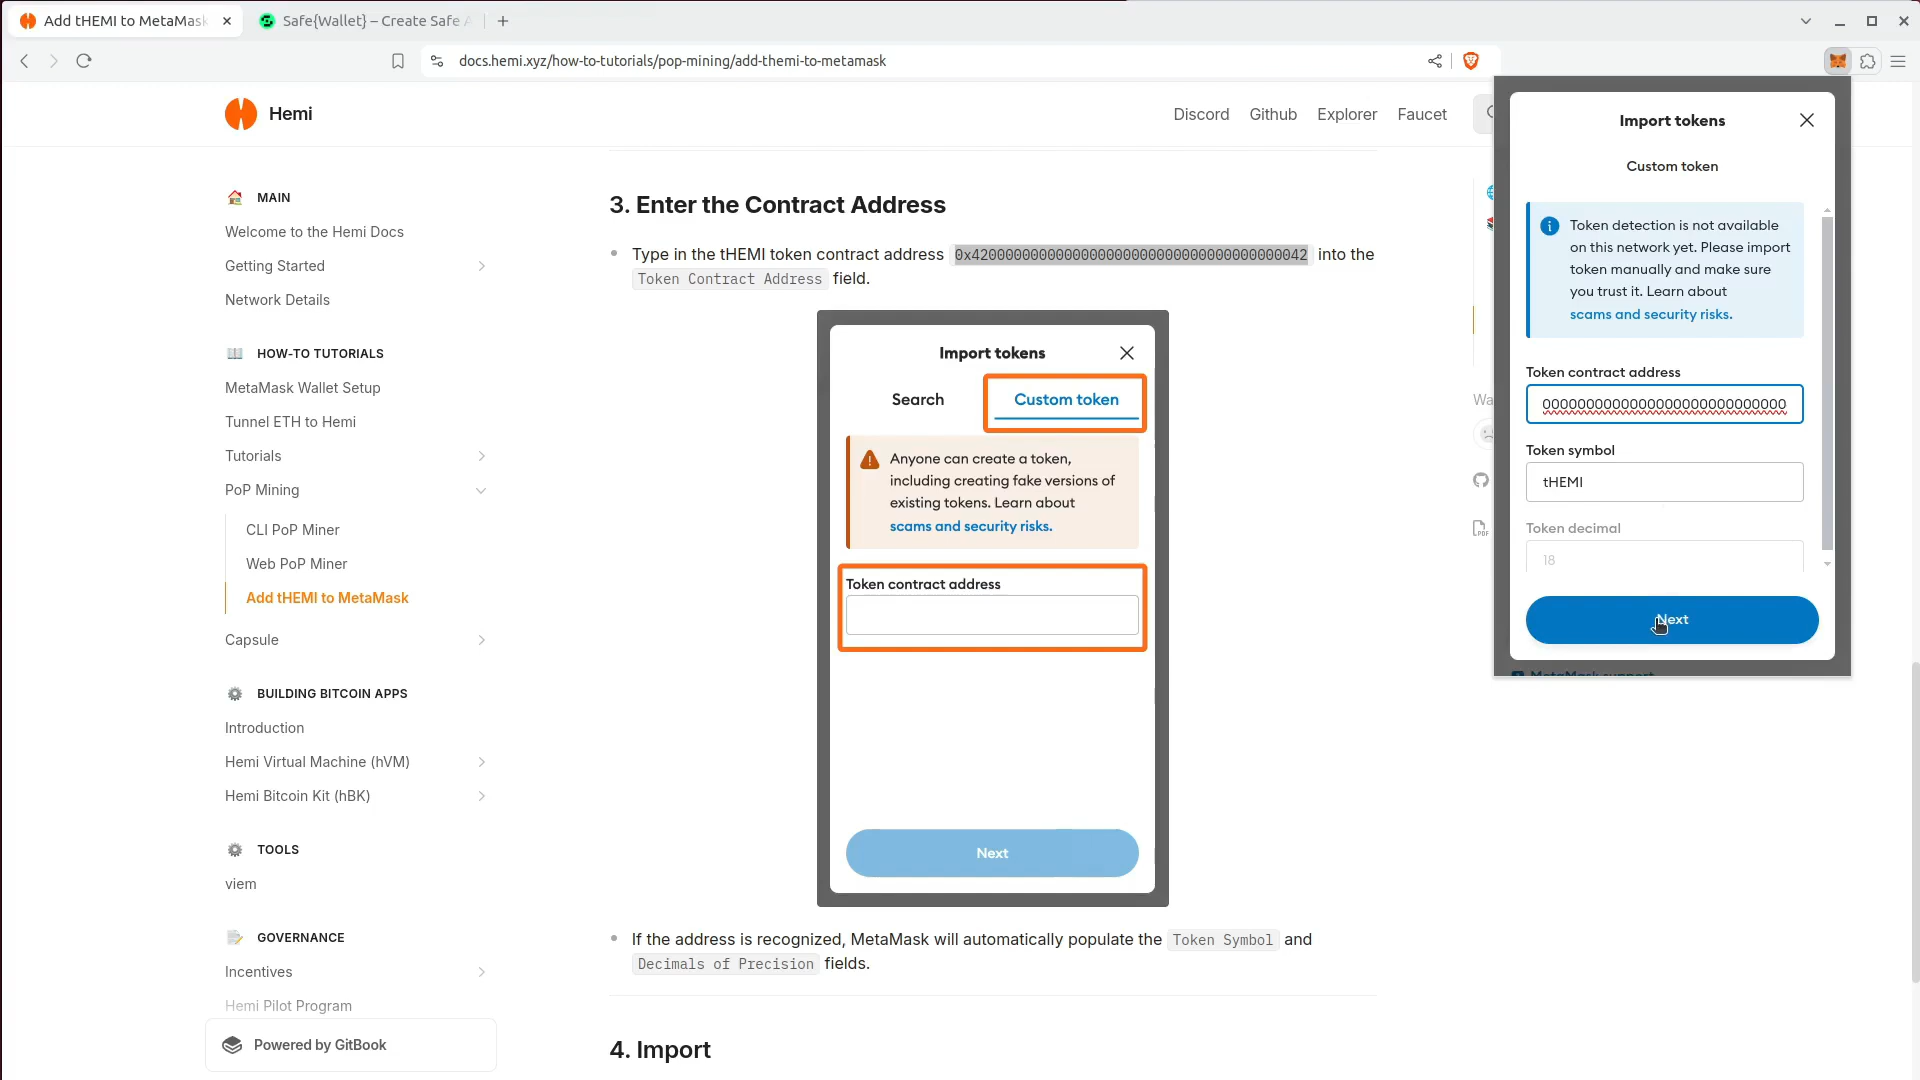 Add tHEMI to MetaMask
Safe{Wallet} – Create Safe A
docs.hemi.xyz/how-to-tutorials/pop-mining/add-themi-to-metamask
Hemi
Discord
Github
Explorer
Faucet
MAIN
Welcome to the Hemi Docs
Getting Started
Network Details
HOW-TO TUTORIALS
MetaMask Wallet Setup
Tunnel ETH to Hemi
Tutorials
PoP Mining
CLI PoP Miner
Web PoP Miner
Add tHEMI to MetaMask
Capsule
BUILDING BITCOIN APPS
Introduction
Hemi Virtual Machine (hVM)
Hemi Bitcoin Kit (hBK)
TOOLS
viem
GOVERNANCE
Incentives
Hemi Pilot Program
Powered by GitBook
3. Enter the Contract Address
Type in the tHEMI token contract address 0x4200000000000000000000000000000000000042 into the
Token Contract Address field.
Import tokens
Search
Custom token
Anyone can create a token,
including creating fake versions of
existing tokens. Learn about
scams and security risks.
Token contract address
Next
If the address is recognized, MetaMask will automatically populate the Token Symbol and
Decimals of Precision fields.
4. Import
Wa
PDF
Import tokens
Custom token
Token detection is not available
on this network yet. Please import
token manually and make sure
you trust it. Learn about
scams and security risks.
Token contract address
0000000000000000000000000000
Token symbol
tHEMI
Token decimal
18
Next
MetaMask support